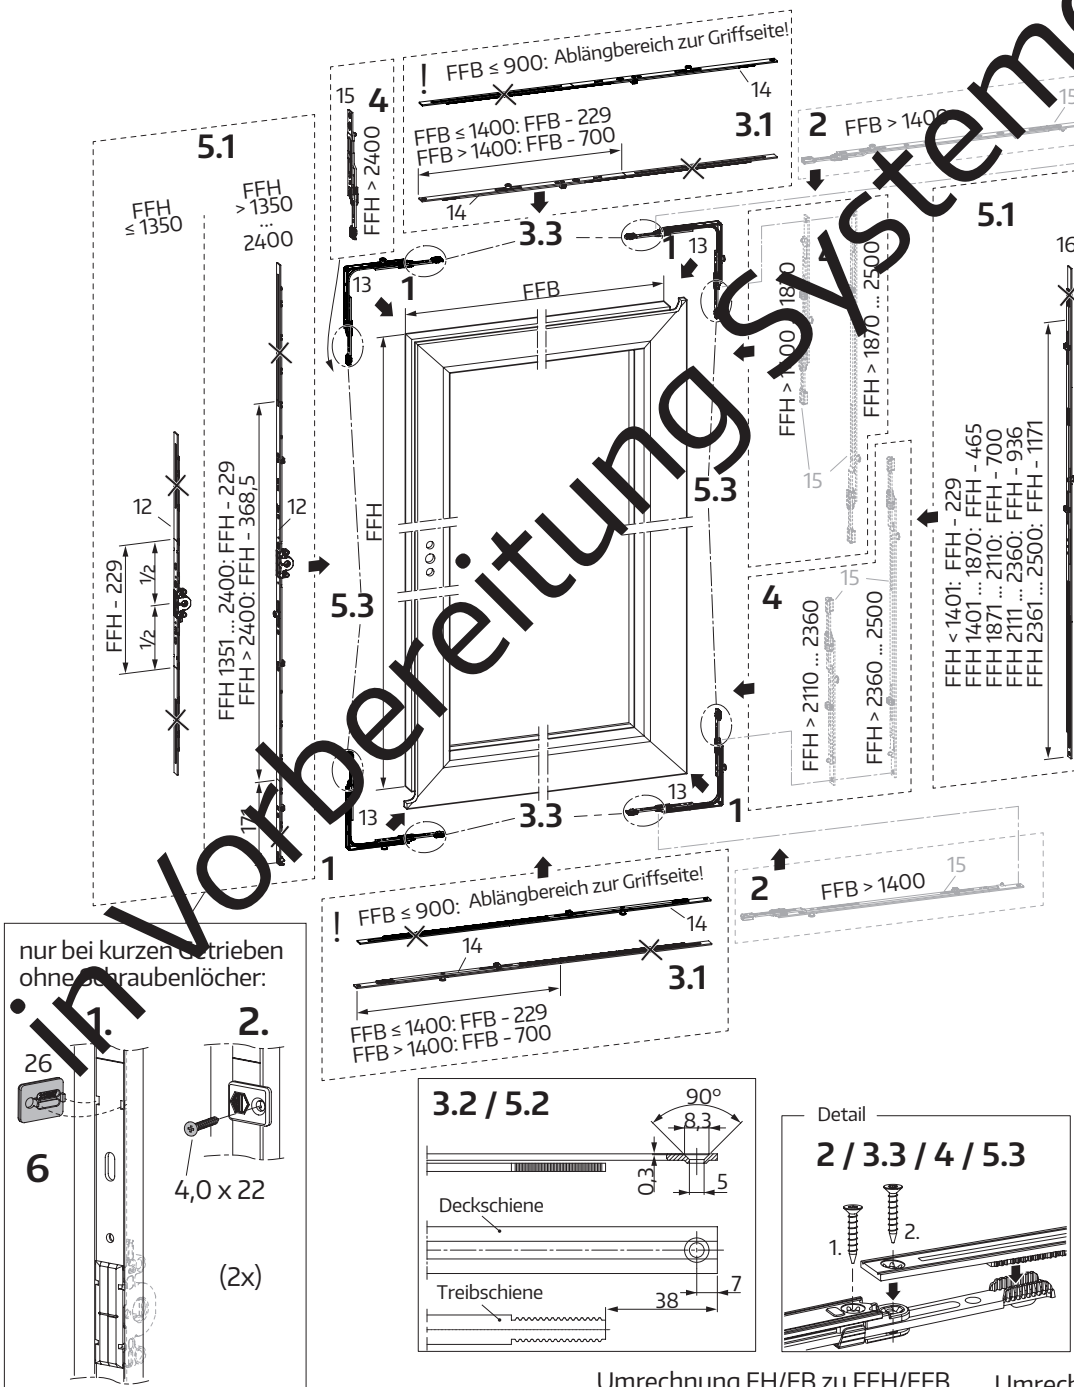 in Vorbereitung System
! FFB ≤ 900: Ablängbereich zur Griffseite!
14
FFB ≤ 1400: FFB - 229
FFB > 1400: FFB - 700
3.1
14
15
4
FFH > 2400
2
FFB > 1400
15
5.1
FFH
≤ 1350
FFH
> 1350
...
2400
12
12
FFH - 229
1/2
1/2
FFH 1351 ... 2400: FFH - 229
FFH > 2400: FFH - 368,5
3.3
1
13
1
13
FFB
FFH
5.3
5.3
FFH > 1870 ... 2500
15
5.1
16
FFH < 1401: FFH - 229
FFH 1401 ... 1870: FFH - 465
FFH 1871 ... 2110: FFH - 700
FFH 2111 ... 2360: FFH - 936
FFH 2361 ... 2500: FFH - 1171
4
15
FFH > 2110 ... 2360
FFH > 2360 ... 2500
13
1
13
1
3.3
! FFB ≤ 900: Ablängbereich zur Griffseite!
14
14
3.1
FFB ≤ 1400: FFB - 229
FFB > 1400: FFB - 700
2
FFB > 1400
15
nur bei kurzen Getrieben
ohne Schraubenlöcher:
1.
2.
26
6
4,0 x 22
(2x)
3.2 / 5.2
90°
8,3
0,3
5
Deckschiene
Treibschiene
7
38
Detail
2 / 3.3 / 4 / 5.3
1.
2.
Umrechnung FH/FB zu FFH/FFB